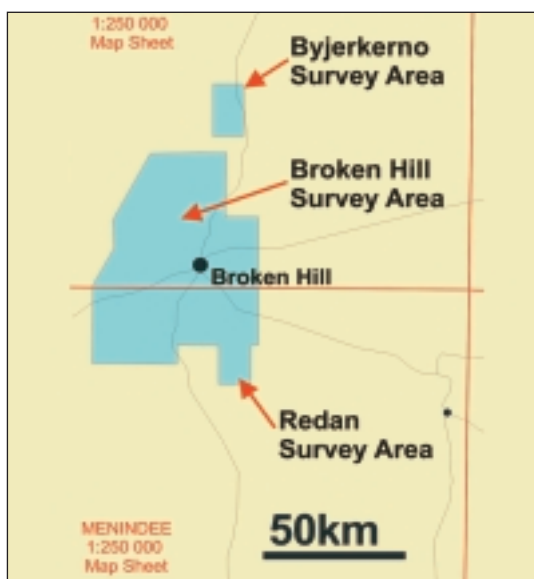 1:250 000
Map Sheet
Byjerkerno
Survey Area
Broken Hill
Survey Area
Broken Hill
Redan
Survey Area
MENINDEE
1:250 000
Map Sheet
50km